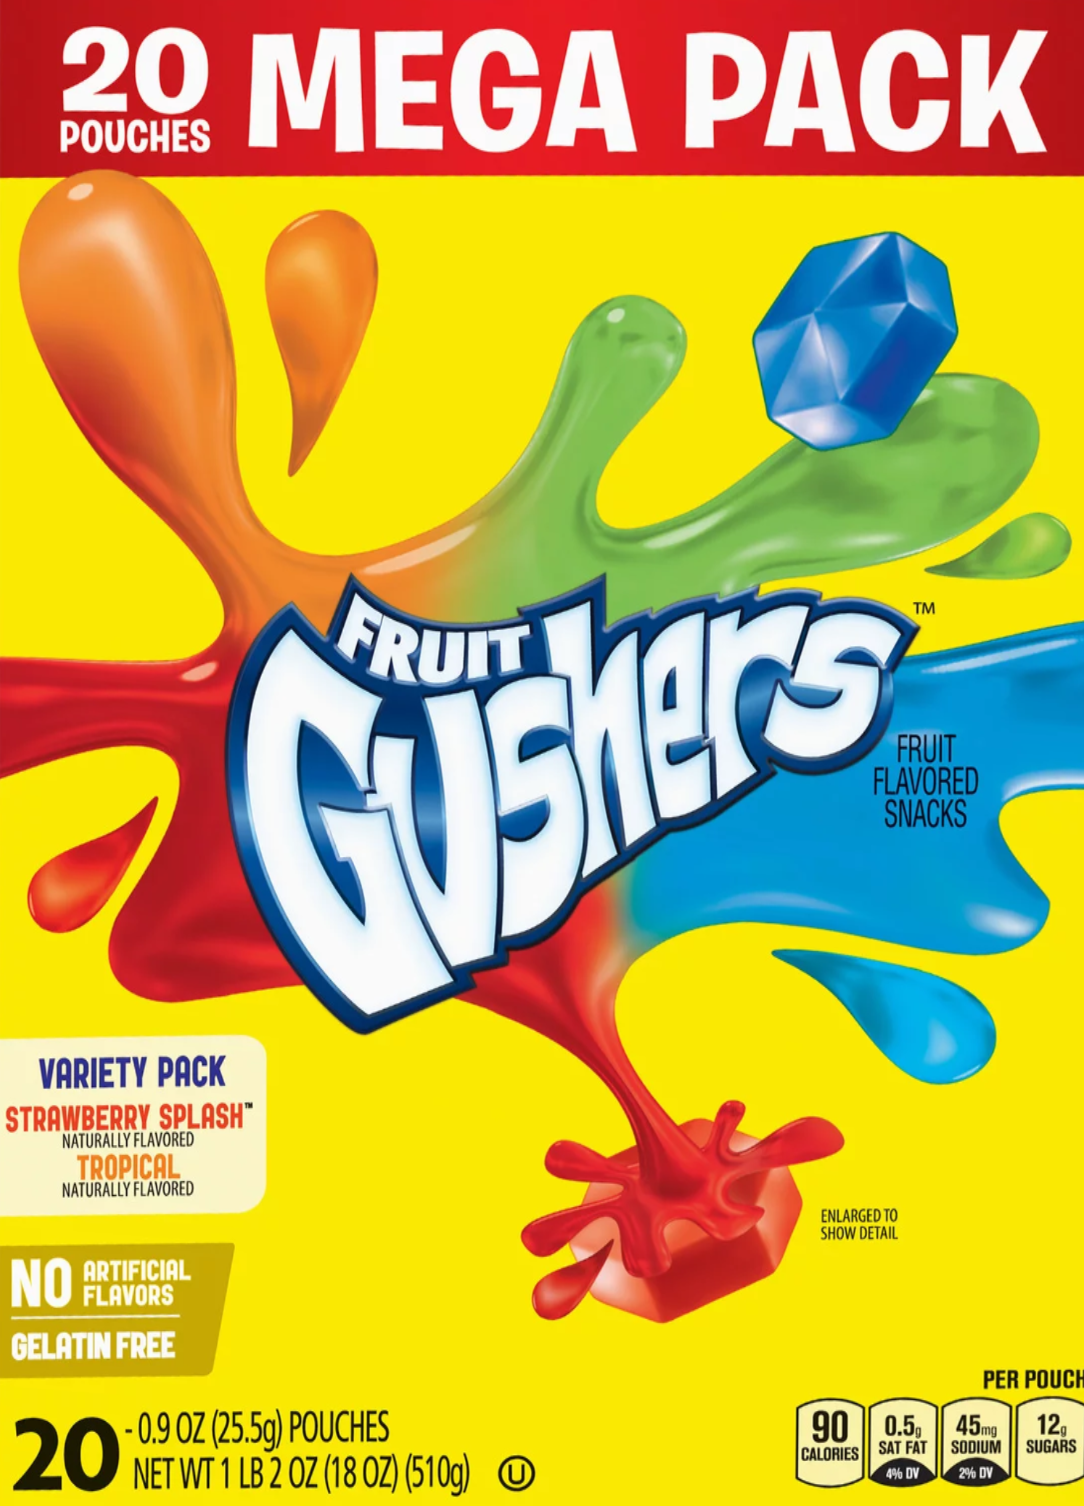 20
POUCHES
MEGA PACK
FRUIT
GUSHERS™
FRUIT
FLAVORED
SNACKS
VARIETY PACK
STRAWBERRY SPLASH™
NATURALLY FLAVORED
TROPICAL
NATURALLY FLAVORED
ENLARGED TO
SHOW DETAIL
NO ARTIFICIAL
FLAVORS
GELATIN FREE
20 - 0.9 OZ (25.5g) POUCHES
NET WT 1 LB 2 OZ (18 OZ) (510g) U
PER POUCH
90
CALORIES
0.5g
SAT FAT
4% DV
45mg
SODIUM
2% DV
12g
SUGARS